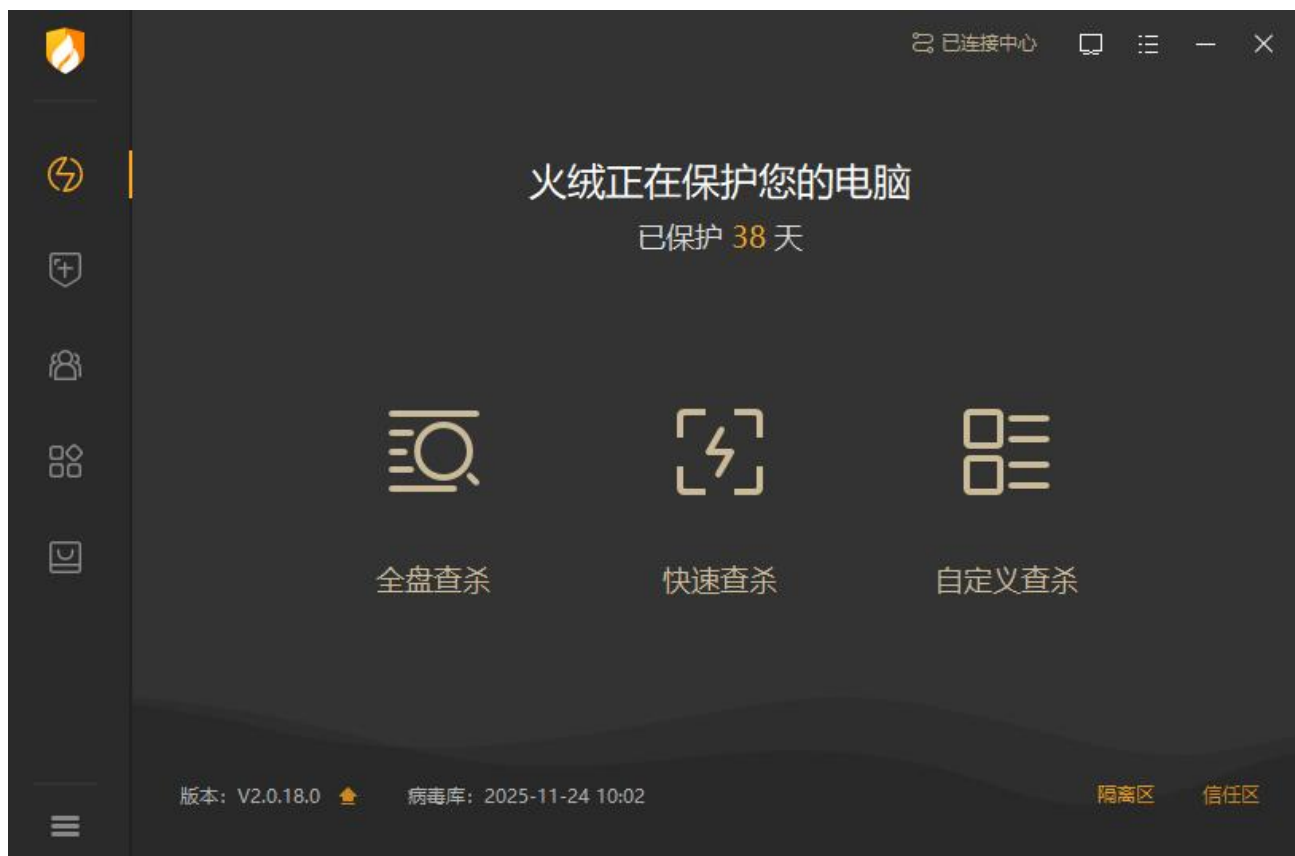 已连接中心
火绒正在保护您的电脑
已保护 38 天
全盘查杀 快速查杀 自定义查杀
版本：V2.0.18.0 病毒库：2025-11-24 10:02 隔离区 信任区